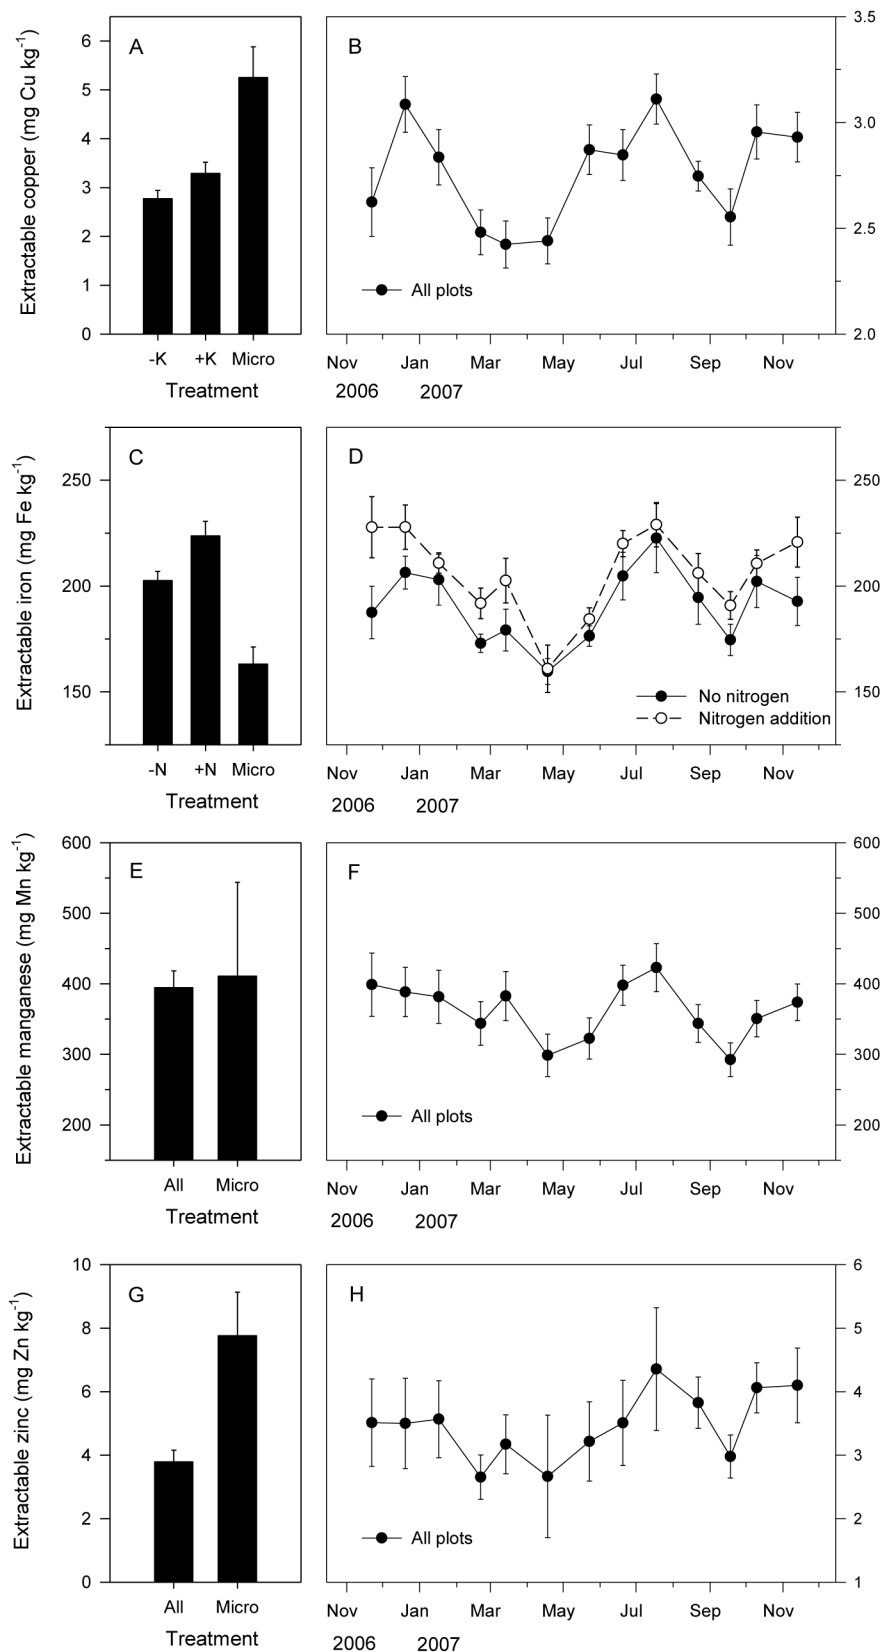 A
B
Extractable copper (mg Cu kg-1)
6
5
4
3
2
1
0
-K +K Micro
Treatment
All plots
3.5
3.0
2.5
2.0
Nov Jan Mar May Jul Sep Nov
2006 2007
C
D
Extractable iron (mg Fe kg-1)
250
200
150
-N +N Micro
Treatment
No nitrogen
Nitrogen addition
250
200
150
Nov Jan Mar May Jul Sep Nov
2006 2007
E
F
Extractable manganese (mg Mn kg-1)
600
500
400
300
200
All Micro
Treatment
All plots
600
500
400
300
200
Nov Jan Mar May Jul Sep Nov
2006 2007
G
H
Extractable zinc (mg Zn kg-1)
10
8
6
4
2
0
All Micro
Treatment
All plots
6
5
4
3
2
1
Nov Jan Mar May Jul Sep Nov
2006 2007